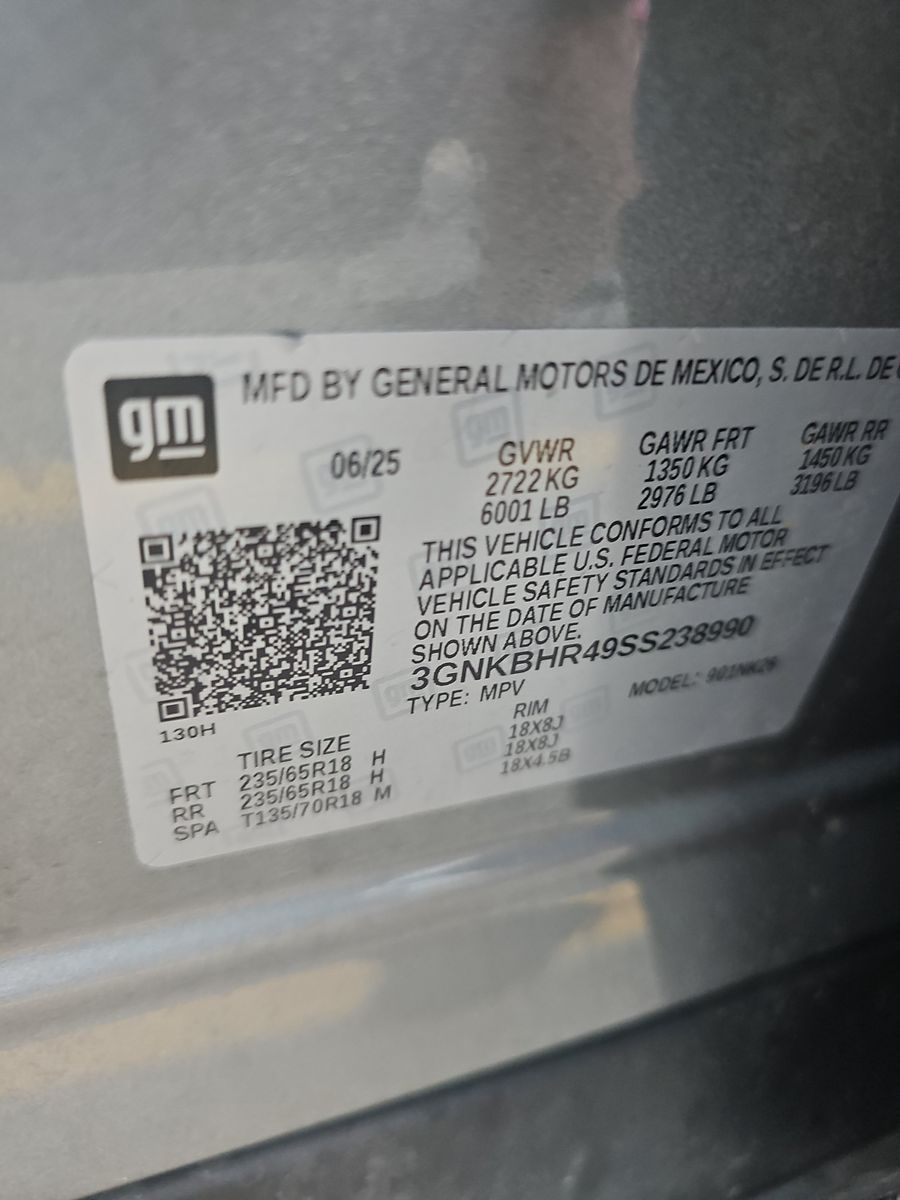 gm
MFD BY GENERAL MOTORS DE MEXICO, S. DE R.L. DE
06/25
GVWR GAWR FRT GAWR RR
2722 KG 1350 KG 1450 KG
6001 LB 2976 LB 3196 LB
THIS VEHICLE CONFORMS TO ALL
APPLICABLE U.S. FEDERAL MOTOR
VEHICLE SAFETY STANDARDS IN EFFECT
ON THE DATE OF MANUFACTURE
SHOWN ABOVE.
3GNKBHR49SS238990
TYPE: MPV MODEL:
130H
TIRE SIZE RIM
FRT 235/65R18 H 18X8J
RR 235/65R18 H 18X8J
SPA T135/70R18 M 18X4.5B